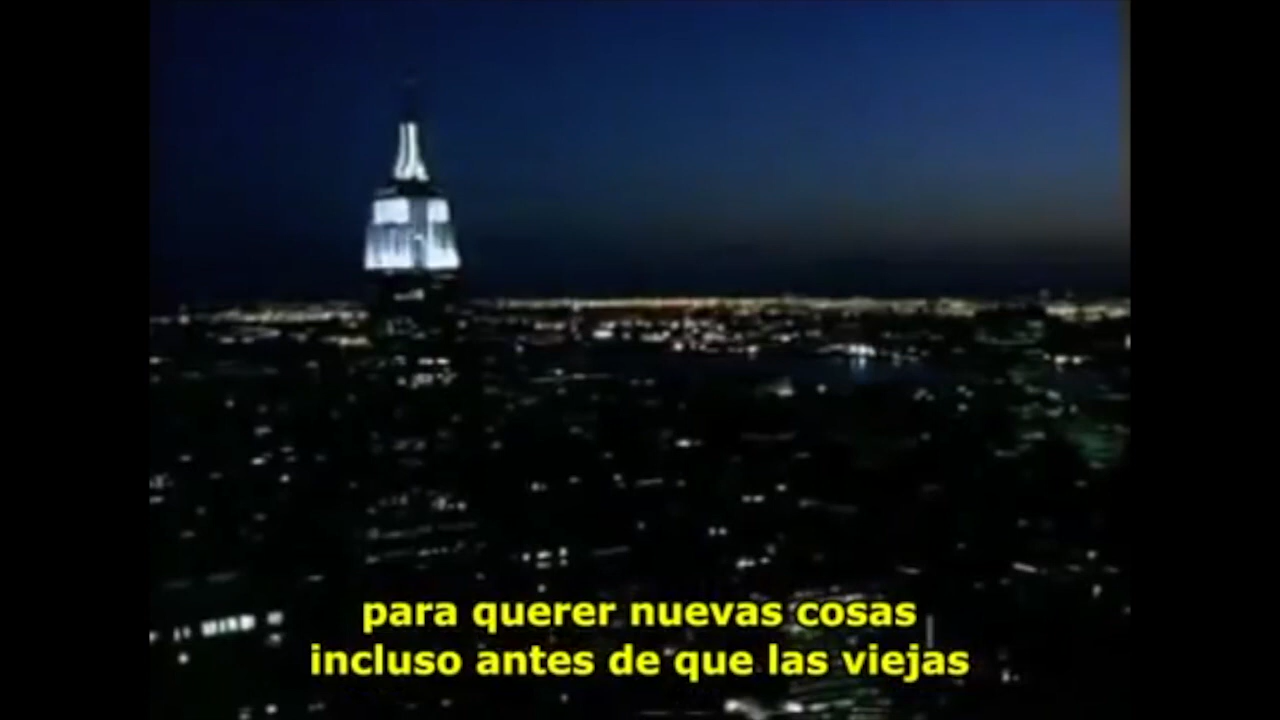 para querer nuevas cosas
incluso antes de que las viejas